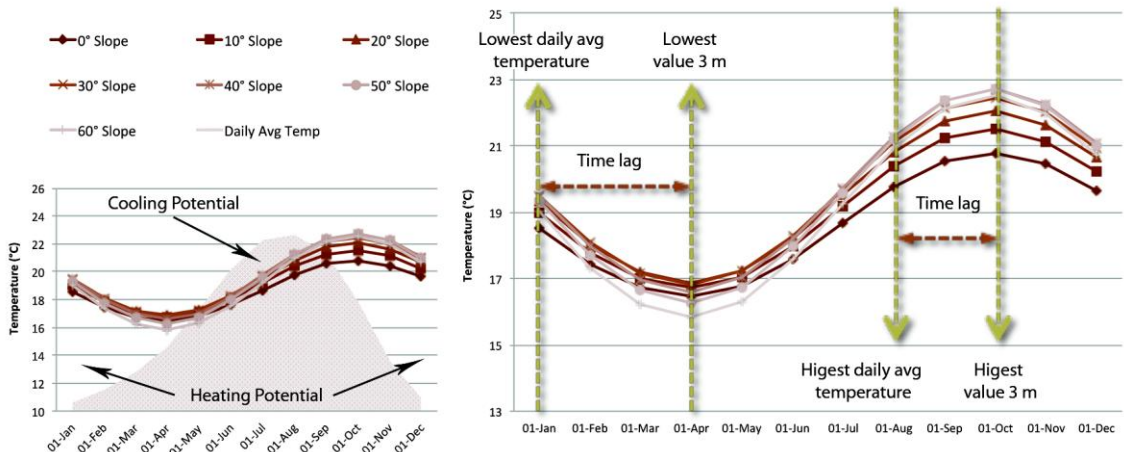 0° Slope
10° Slope
20° Slope
30° Slope
40° Slope
50° Slope
60° Slope
Daily Avg Temp
Temperature (°C)
26
24
22
20
18
16
14
12
10
Cooling Potential
Heating Potential
01-Jan
01-Feb
01-Mar
01-Apr
01-May
01-Jun
01-Jul
01-Aug
01-Sep
01-Oct
01-Nov
01-Dec
Temperature (°C)
25
23
21
19
17
15
13
Lowest daily avg
temperature
Lowest
value 3 m
Time lag
Time lag
Higest daily avg
temperature
Higest
value 3 m
01-Jan
01-Feb
01-Mar
01-Apr
01-May
01-Jun
01-Jul
01-Aug
01-Sep
01-Oct
01-Nov
01-Dec